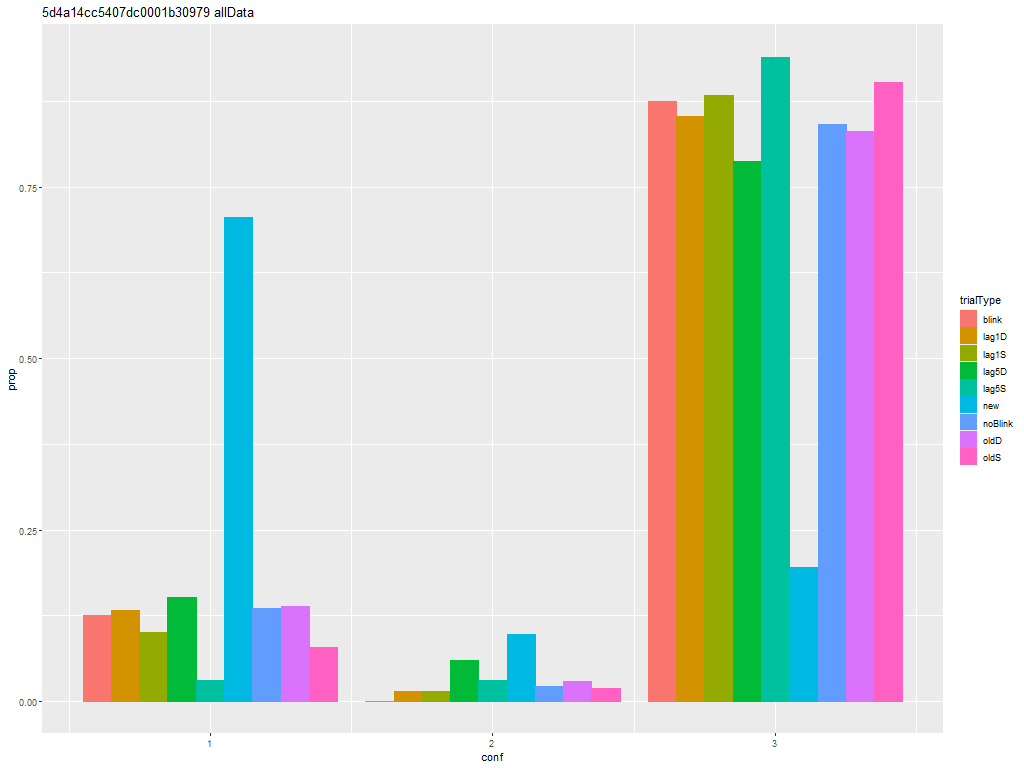 5d4a14cc5407dc0001b30979 allData
prop
0.75
0.50
0.25
0.00
1
2
3
conf
trialType
blink
lag1D
lag1S
lag5D
lag5S
new
noBlink
oldD
oldS